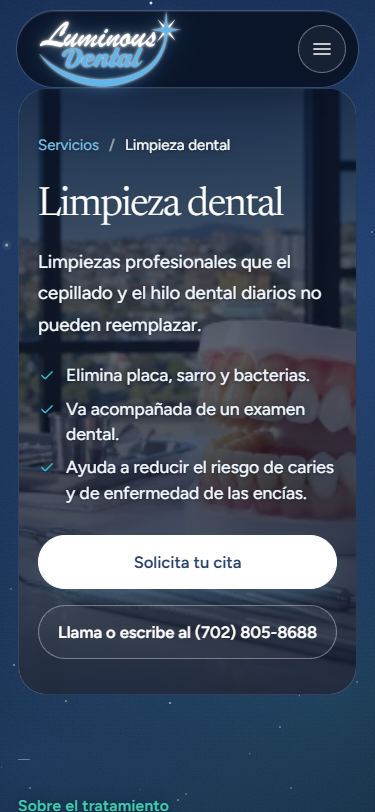 Luminous
Dental
Servicios / Limpieza dental
Limpieza dental
Limpiezas profesionales que el
cepillado y el hilo dental diarios no
pueden reemplazar.
Elimina placa, sarro y bacterias.
Va acompañada de un examen
dental.
Ayuda a reducir el riesgo de caries
y de enfermedad de las encías.
Solicita tu cita
Llama o escribe al (702) 805-8688
Sobre el tratamiento